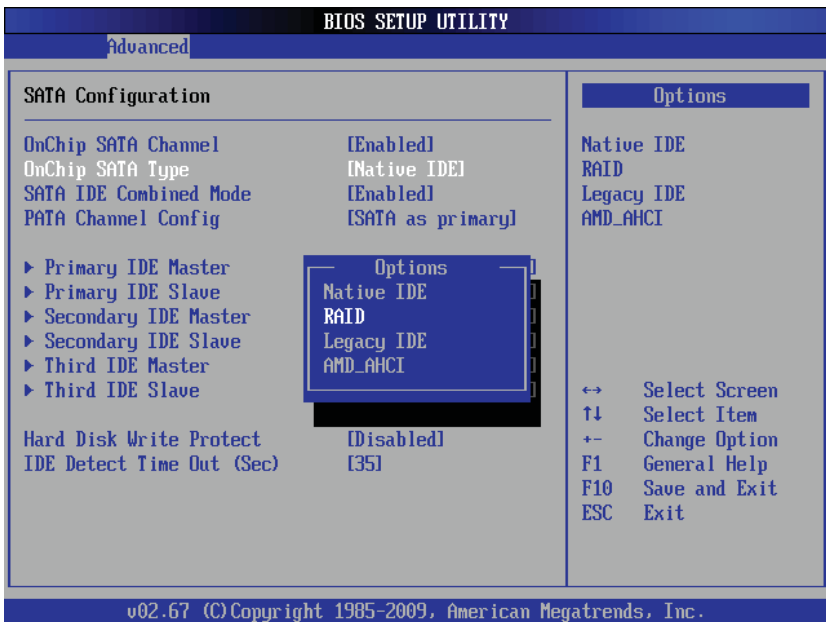 BIOS SETUP UTILITY
Advanced
SATA Configuration
OnChip SATA Channel [Enabled]
OnChip SATA Type [Native IDE]
SATA IDE Combined Mode [Enabled]
PATA Channel Config [SATA as primary]
▶ Primary IDE Master
▶ Primary IDE Slave
▶ Secondary IDE Master
▶ Secondary IDE Slave
▶ Third IDE Master
▶ Third IDE Slave
Options
Native IDE
RAID
Legacy IDE
AMD_AHCI
Hard Disk Write Protect [Disabled]
IDE Detect Time Out (Sec) [35]
Options
Native IDE
RAID
Legacy IDE
AMD_AHCI
↔ Select Screen
↑↓ Select Item
+- Change Option
F1 General Help
F10 Save and Exit
ESC Exit
v02.67 (C)Copyright 1985-2009, American Megatrends, Inc.